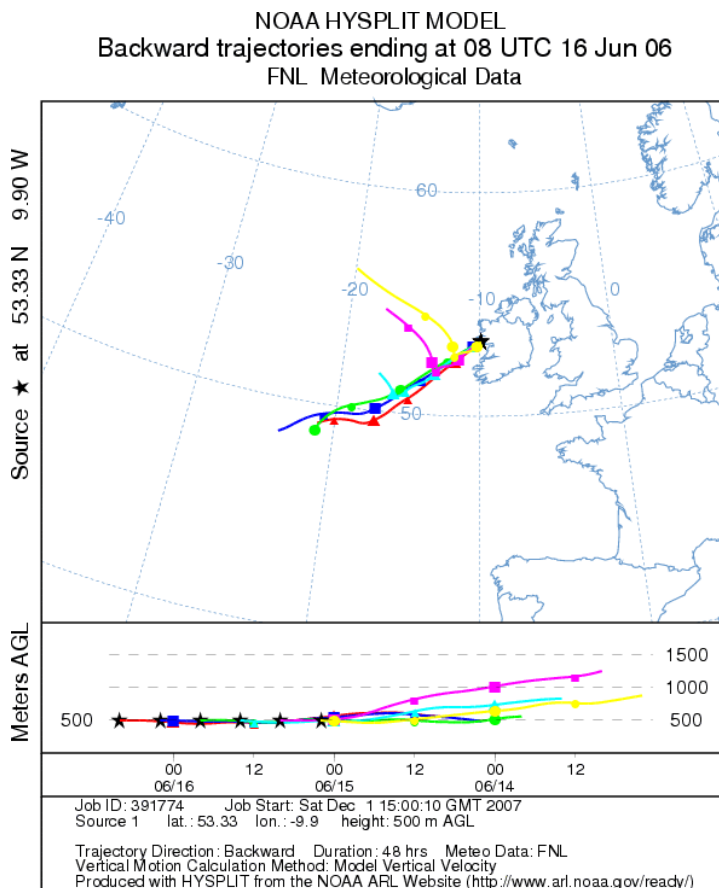 NOAA HYSPLIT MODEL
Backward trajectories ending at 08 UTC 16 Jun 06
FNL Meteorological Data
Source ★ at 53.33 N 9.90 W
60
-40
-30
-20
-10
0
50
Meters AGL
1500
1000
500
500
00 12 00 12 00 12
06/16 06/15 06/14
Job ID: 391774 Job Start: Sat Dec 1 15:00:10 GMT 2007
Source 1 lat.: 53.33 lon.: -9.9 height: 500 m AGL
Trajectory Direction: Backward Duration: 48 hrs Meteo Data: FNL
Vertical Motion Calculation Method: Model Vertical Velocity
Produced with HYSPLIT from the NOAA ARL Website (http://www.arl.noaa.gov/ready/)